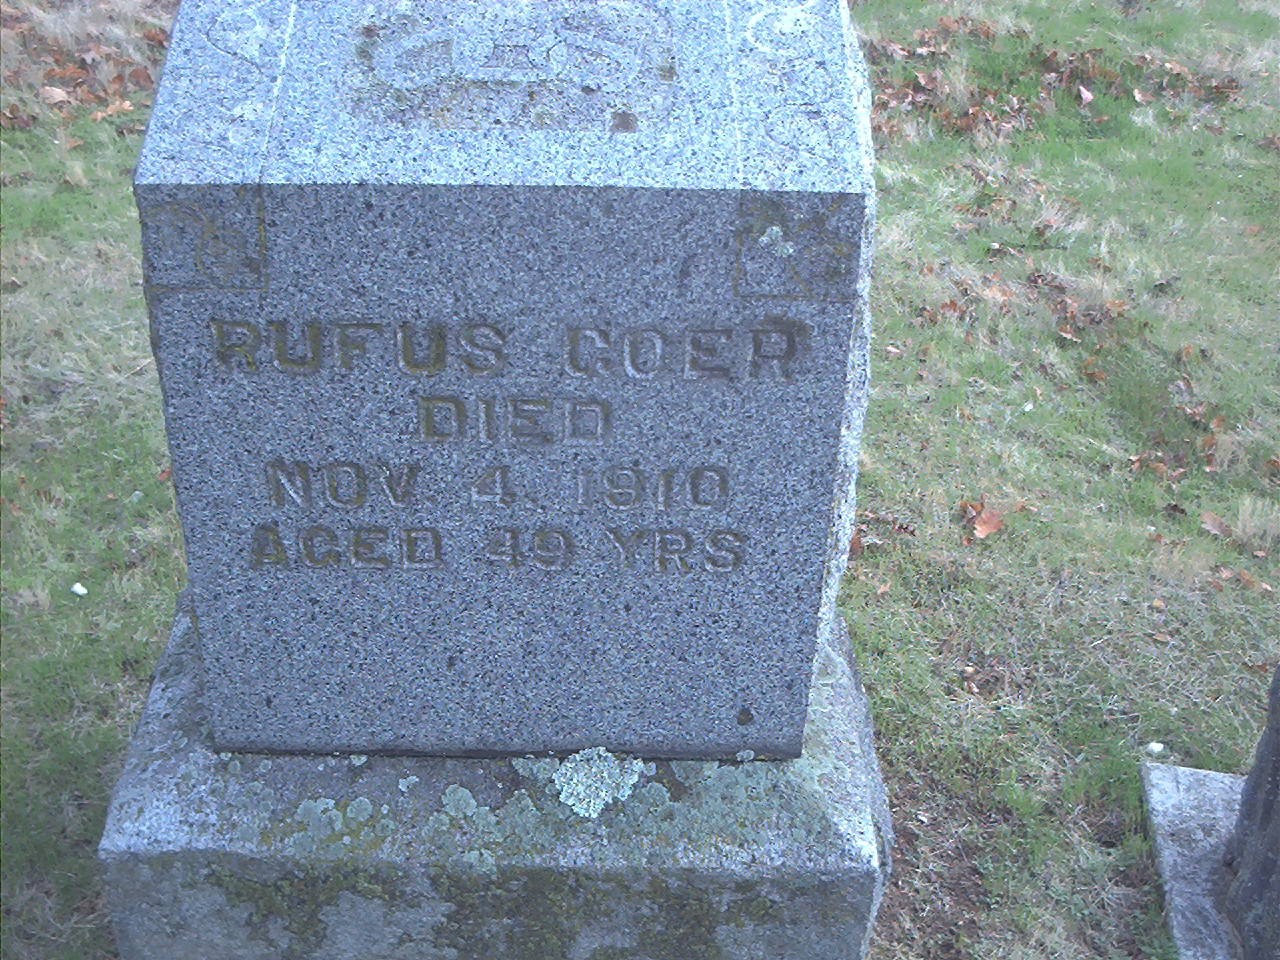 RUFUS GOER
DIED
NOV. 4. 1910
AGED 49 YRS